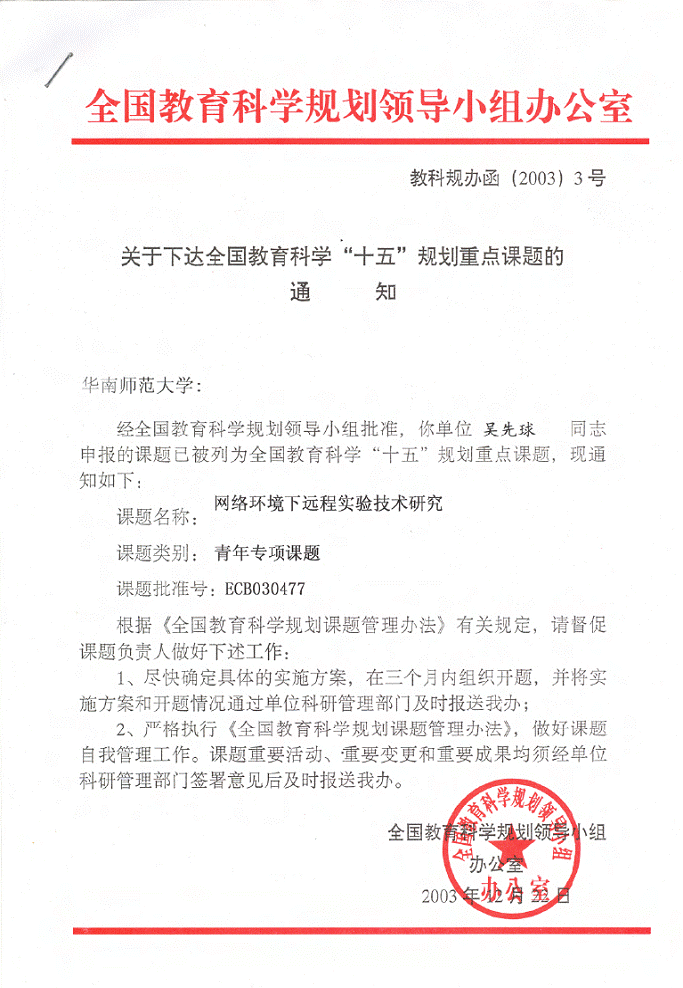 全国教育科学规划领导小组办公室
教科规办函（2003）3号
关于下达全国教育科学“十五”规划重点课题的
通 知
华南师范大学：
经全国教育科学规划领导小组批准，你单位 吴先球 同志
申报的课题已被列为全国教育科学“十五”规划重点课题，现通
知如下：
课题名称： 网络环境下远程实验技术研究
课题类别： 青年专项课题
课题批准号：ECB030477
根据《全国教育科学规划课题管理办法》有关规定，请督促
课题负责人做好下述工作：
1、尽快确定具体的实施方案，在三个月内组织开题，并将实
施方案和开题情况通过单位科研管理部门及时报送我办；
2、严格执行《全国教育科学规划课题管理办法》，做好课题
自我管理工作。课题重要活动、重要变更和重要成果均须经单位
科研管理部门签署意见后及时报送我办。
全国教育科学规划领导小组
办公室
2003年12月22日
全国教育科学规划领导小组
办公室